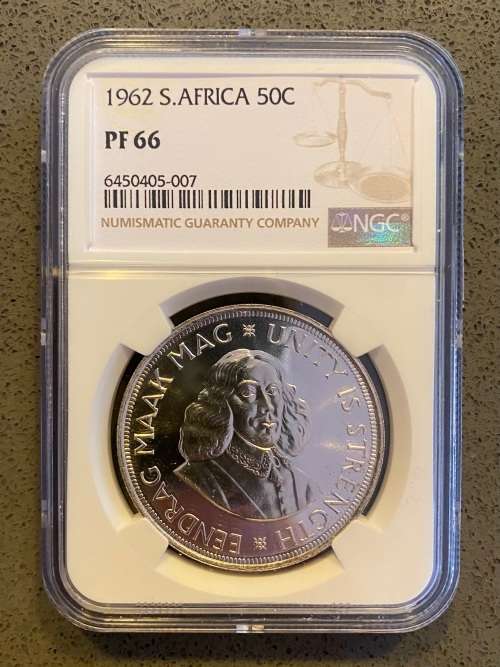 1962 S.AFRICA 50C
PF 66
6450405-007
NUMISMATIC GUARANTY COMPANY
NGC®
EENDRAG MAAK MAG
UNITY IS STRENGTH